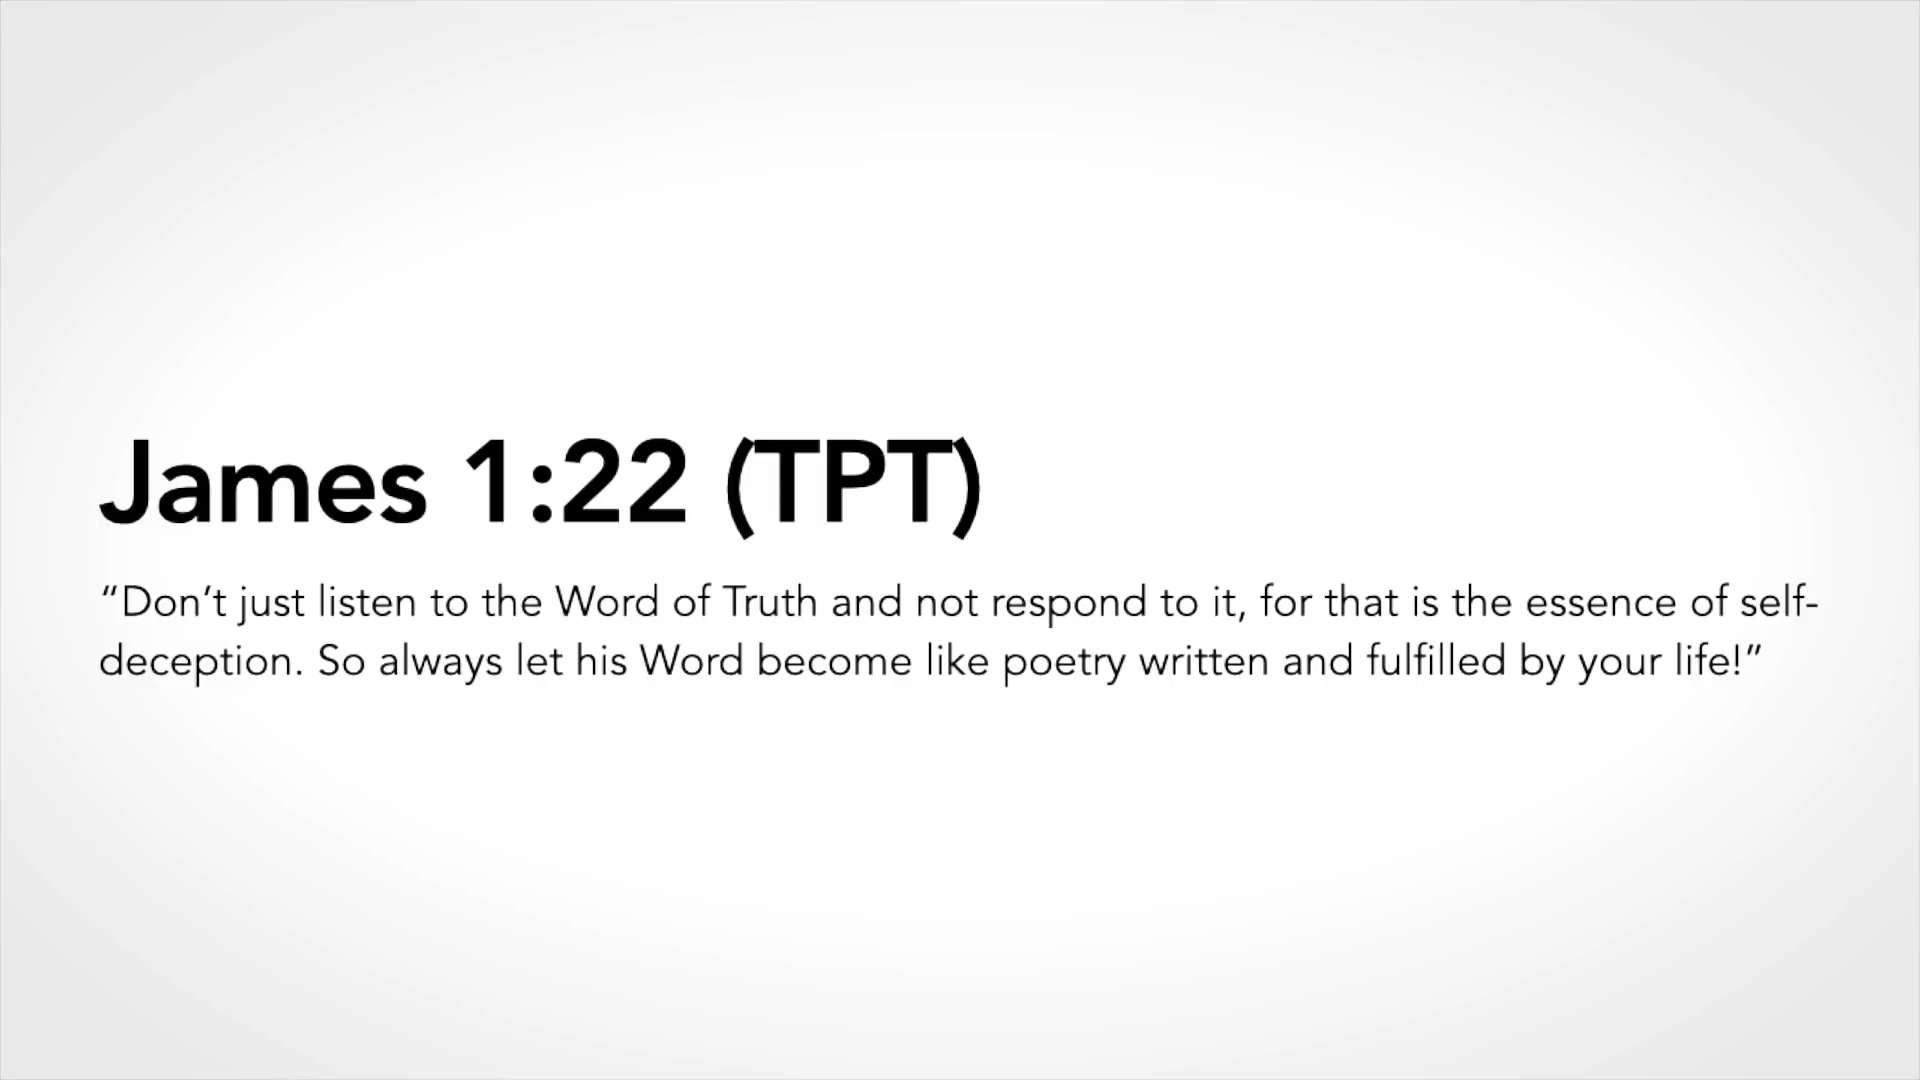 James 1:22 (TPT)
“Don’t just listen to the Word of Truth and not respond to it, for that is the essence of self-
deception. So always let his Word become like poetry written and fulfilled by your life!”